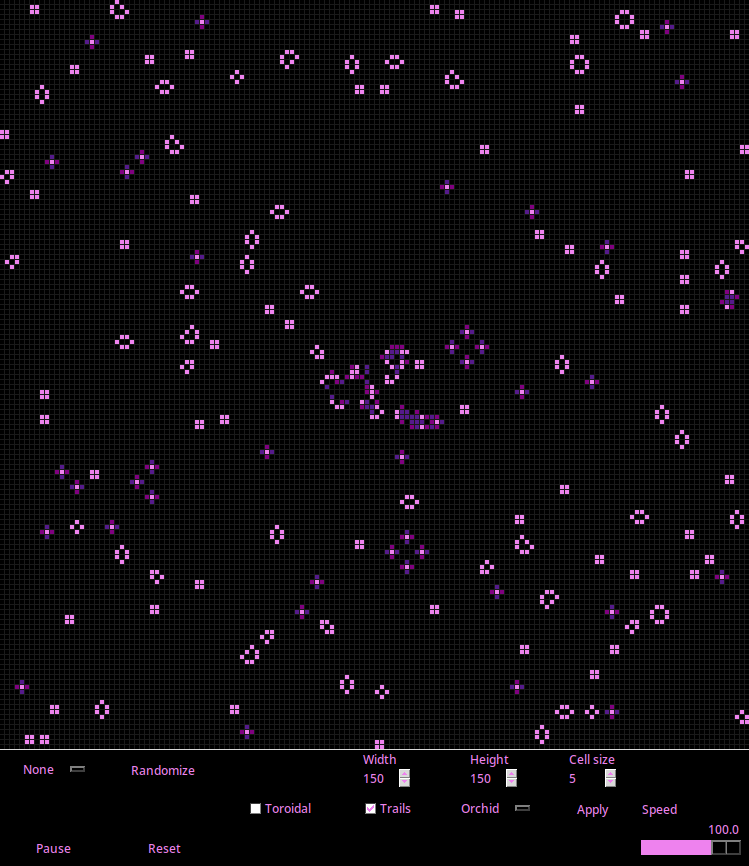 Width Height Cell size
None Randomize 150 150 5
Toroidal Trails Orchid Apply Speed
100.0
Pause Reset